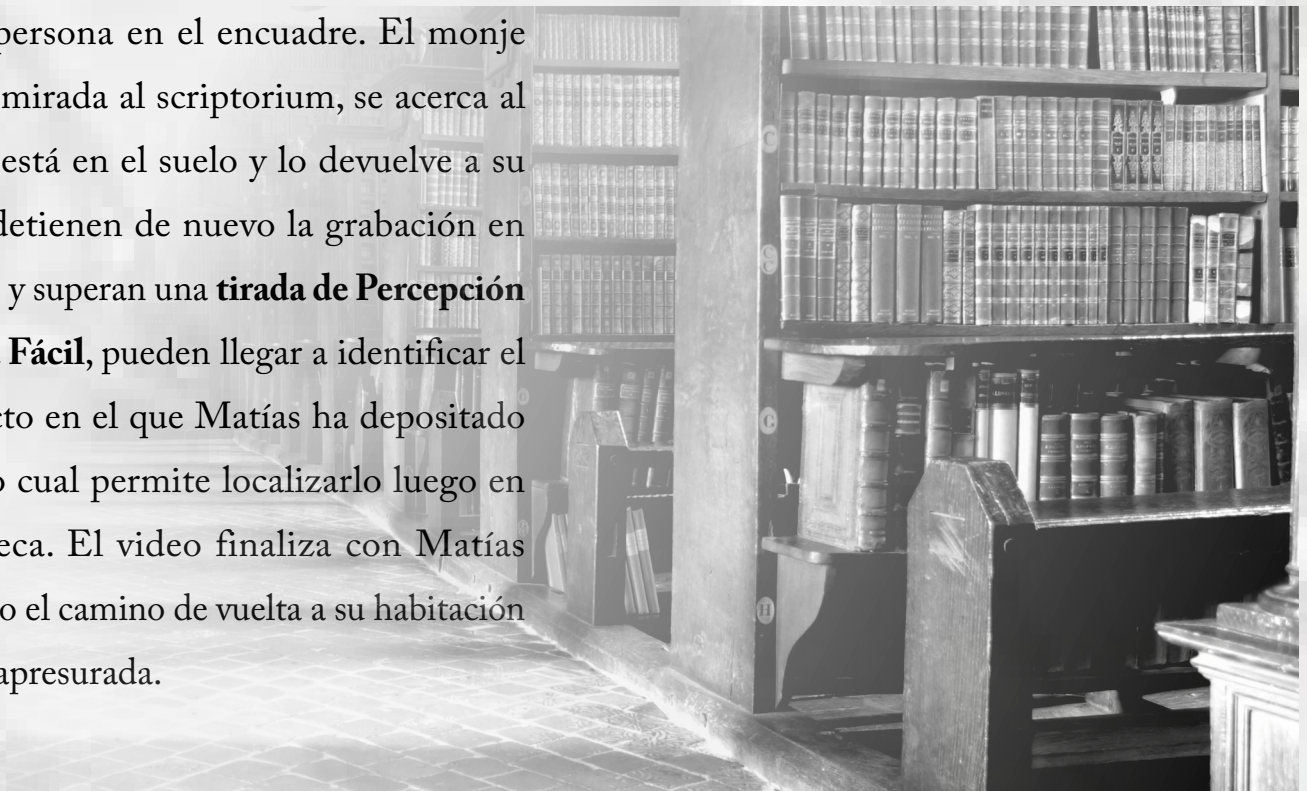 persona en el encuadre. El monje
mirada al scriptorium, se acerca al
está en el suelo y lo devuelve a su
detienen de nuevo la grabación en
y superan una tirada de Percepción
Fácil, pueden llegar a identificar el
cto en el que Matías ha depositado
o cual permite localizarlo luego en
eca. El video finaliza con Matías
o el camino de vuelta a su habitación
apresurada.
H